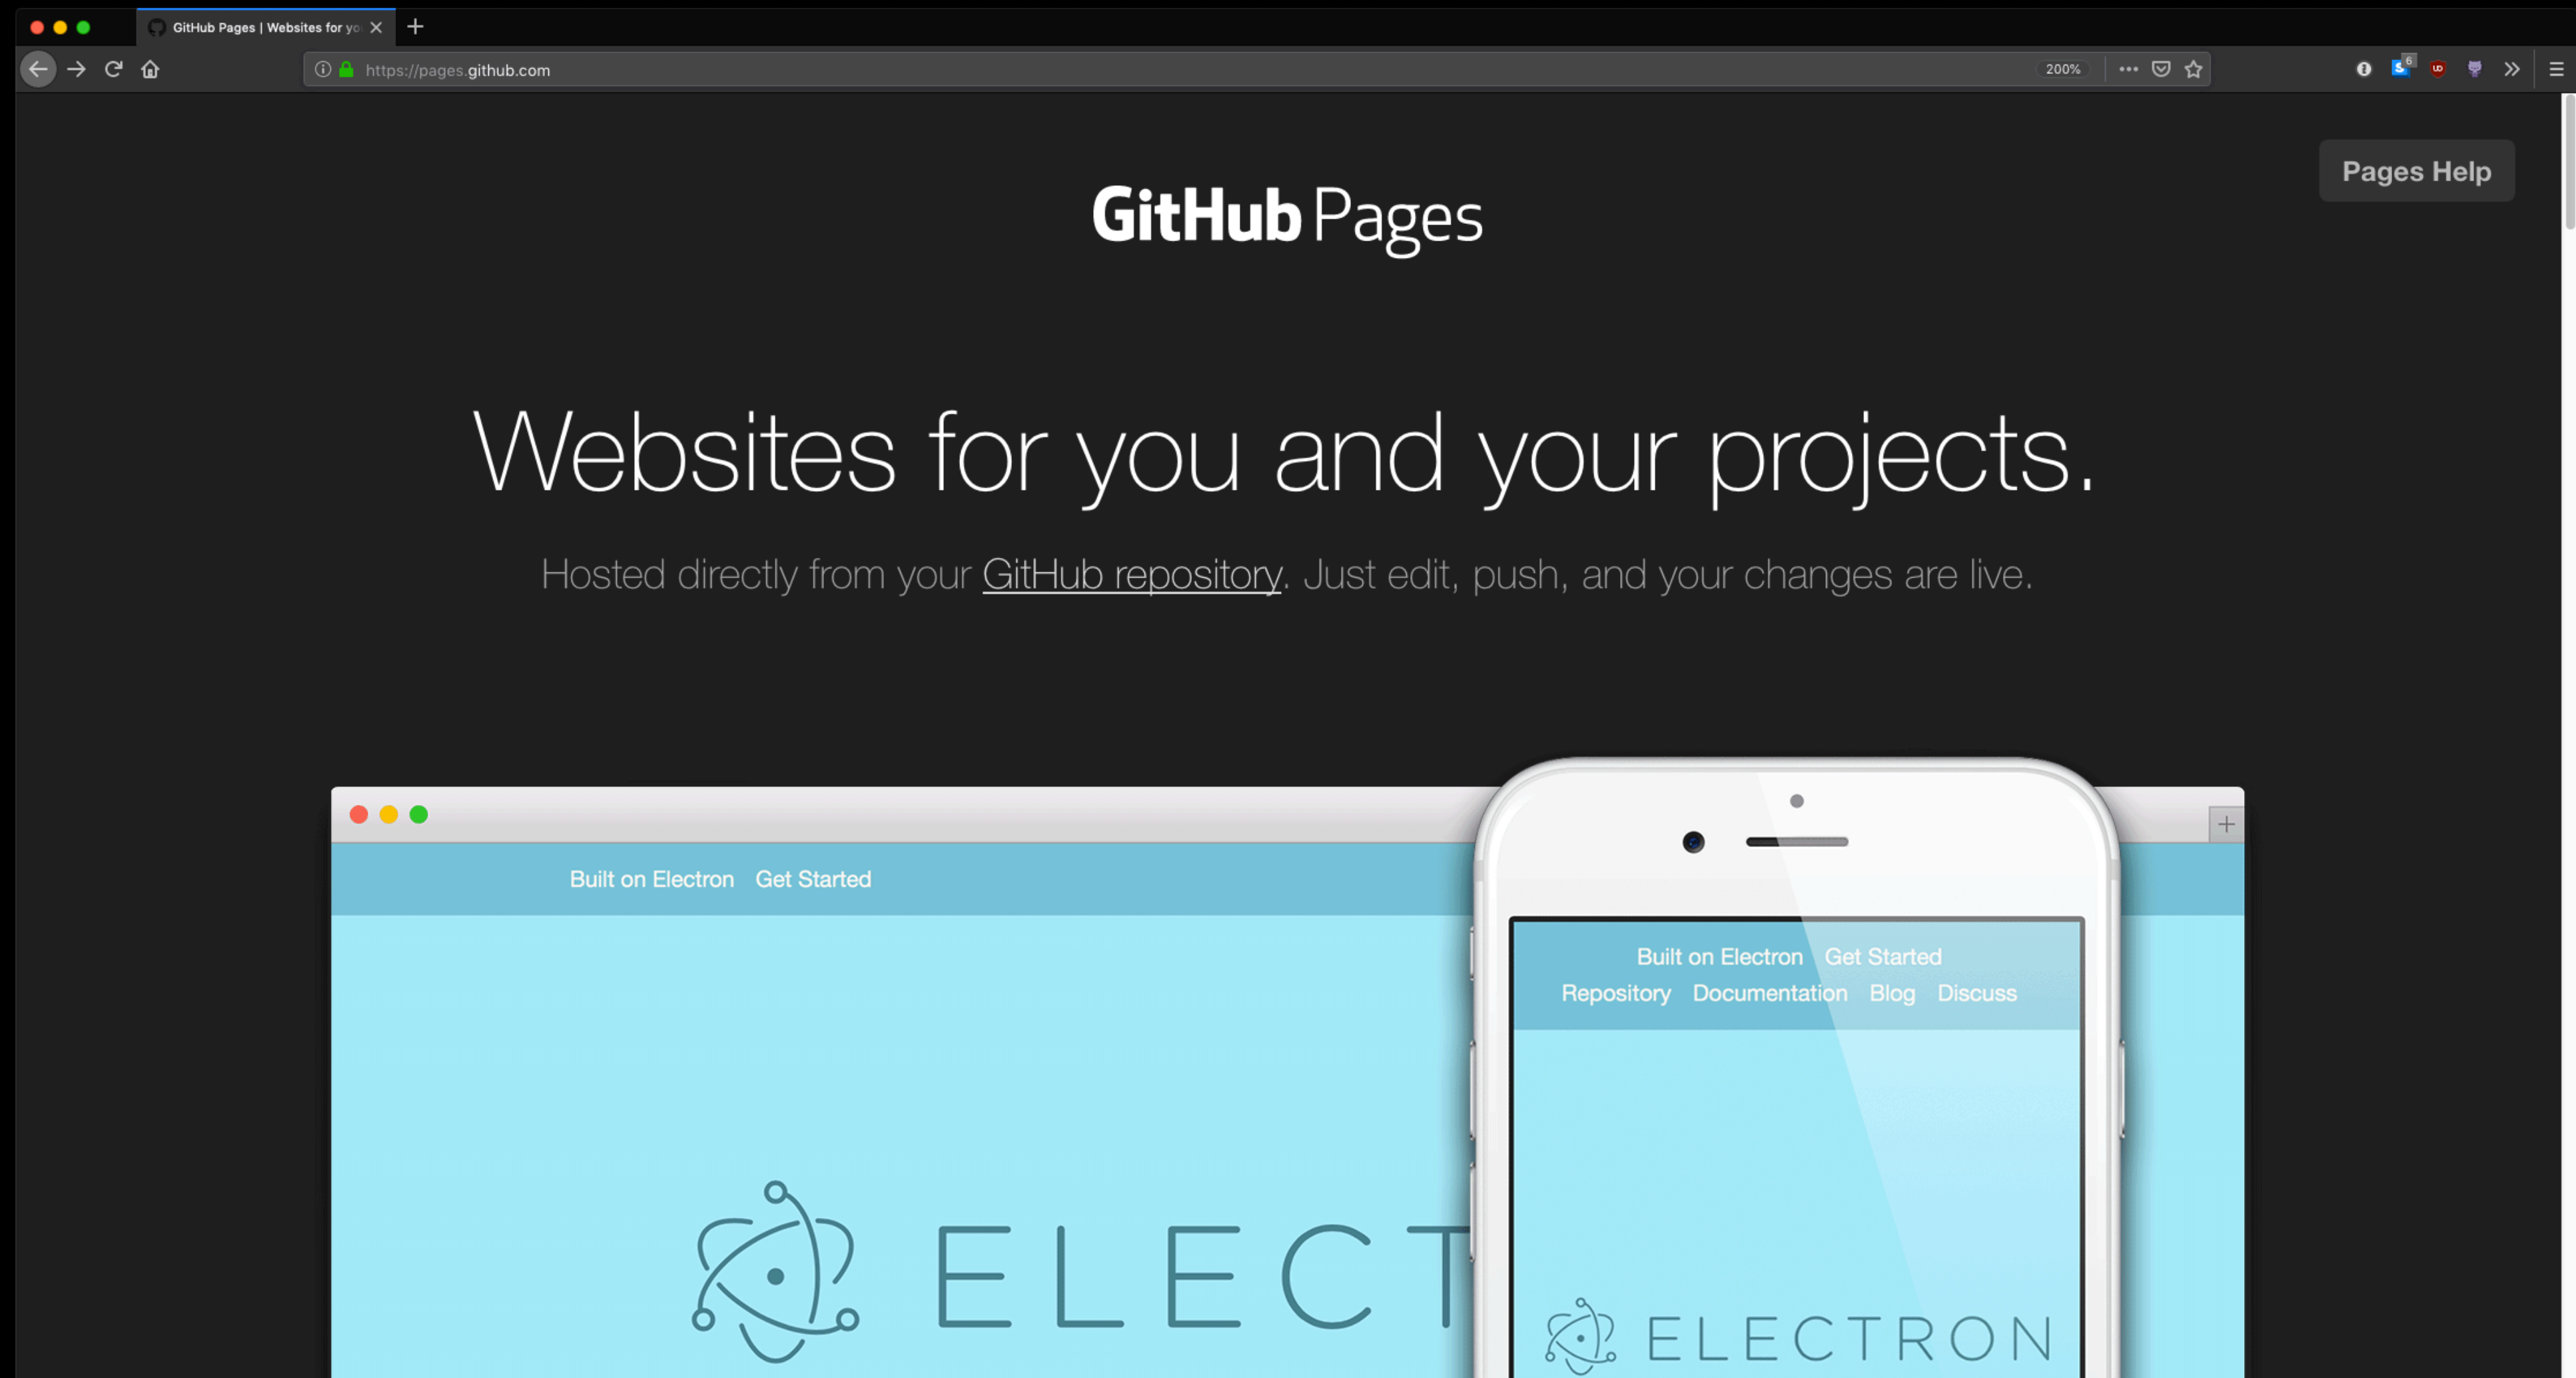 GitHub Pages | Websites for yo
https://pages.github.com
200%
6
Pages Help
GitHub Pages
Websites for you and your projects.
Hosted directly from your GitHub repository. Just edit, push, and your changes are live.
Built on Electron Get Started
Built on Electron Get Started
Repository Documentation Blog Discuss
ELECT
ELECTRON